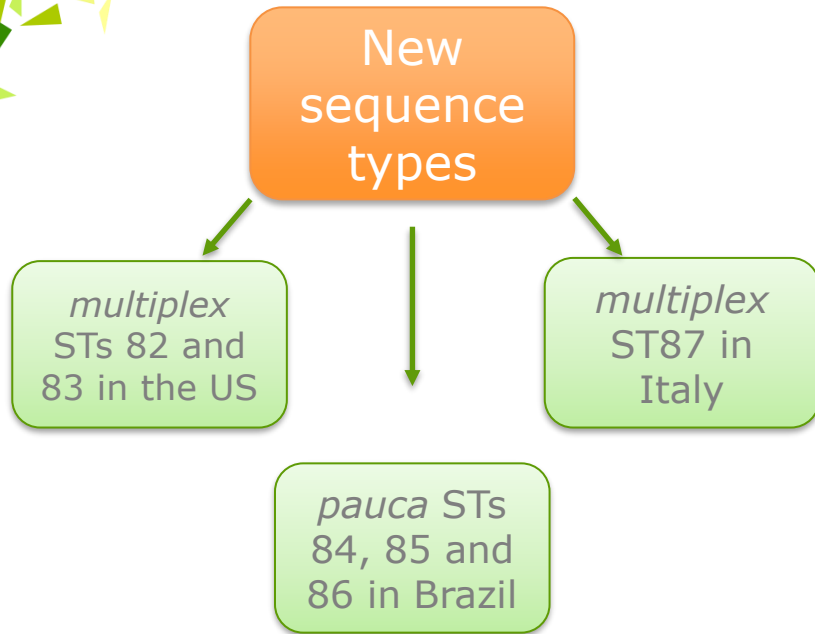 New
sequence
types
multiplex
STs 82 and
83 in the US
multiplex
ST87 in
Italy
pauca STs
84, 85 and
86 in Brazil